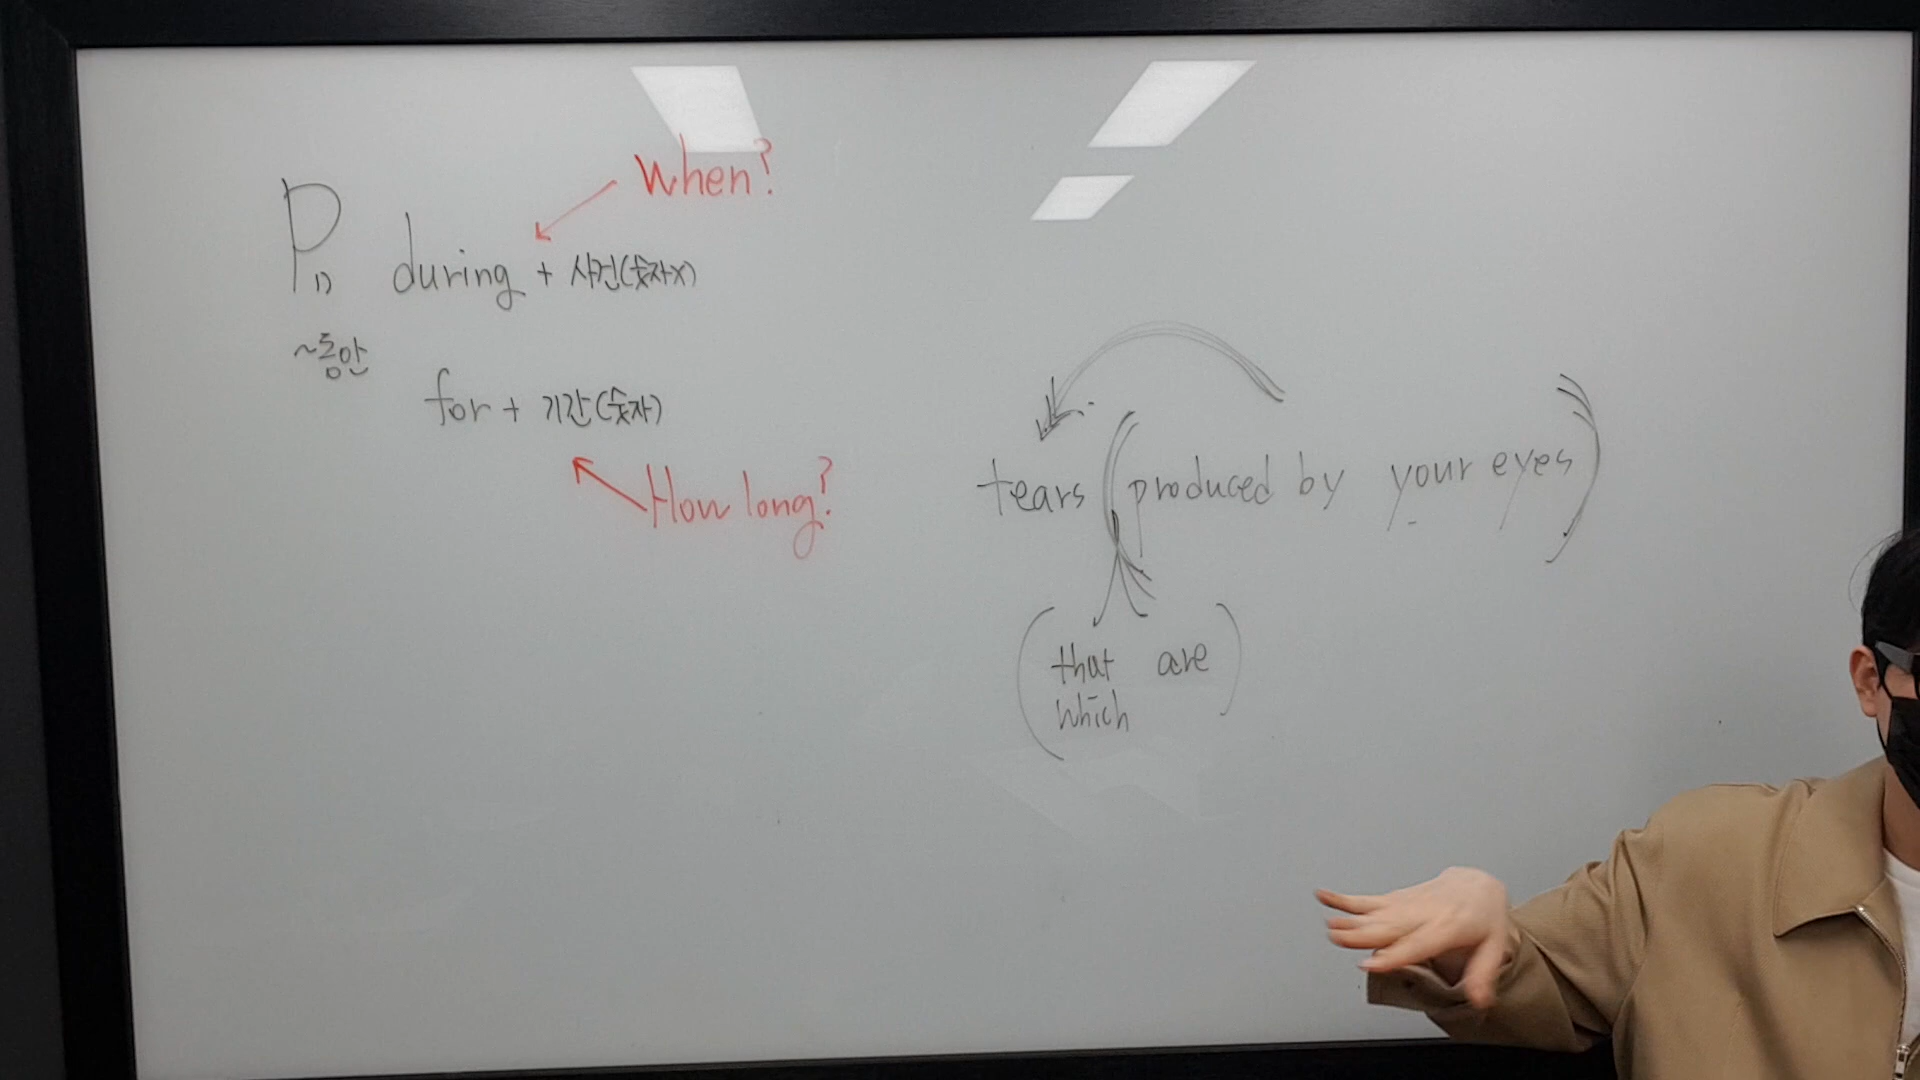 When?
P 1) during + 사건(숫자x)
~동안
for + 기간(숫자)
How long?
tears (produced by your eyes)
(that are
which)